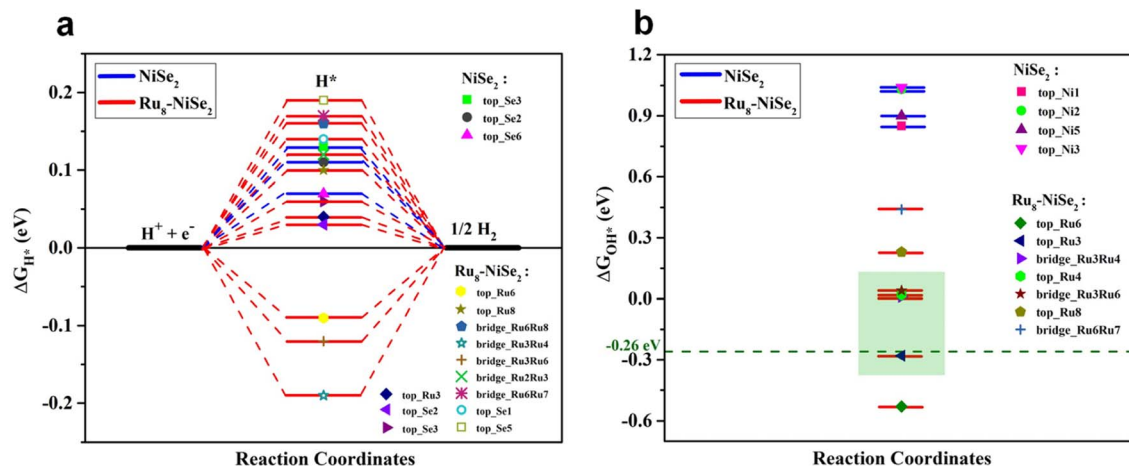 a
NiSe2
Ru8-NiSe2
H*
NiSe2 :
top_Se3
top_Se2
top_Se6
H+ + e-
1/2 H2
Ru8-NiSe2 :
top_Ru6
top_Ru8
bridge_Ru6Ru8
bridge_Ru3Ru4
bridge_Ru3Ru6
bridge_Ru2Ru3
top_Ru3
bridge_Ru6Ru7
top_Se2
top_Se1
top_Se3
top_Se5
0.2
0.1
0.0
-0.1
-0.2
ΔGH* (eV)
Reaction Coordinates
b
NiSe2
Ru8-NiSe2
NiSe2 :
top_Ni1
top_Ni2
top_Ni5
top_Ni3
Ru8-NiSe2 :
top_Ru6
top_Ru3
bridge_Ru3Ru4
top_Ru4
bridge_Ru3Ru6
top_Ru8
bridge_Ru6Ru7
1.2
0.9
0.6
0.3
0.0
-0.26 eV
-0.3
-0.6
ΔGOH* (eV)
Reaction Coordinates